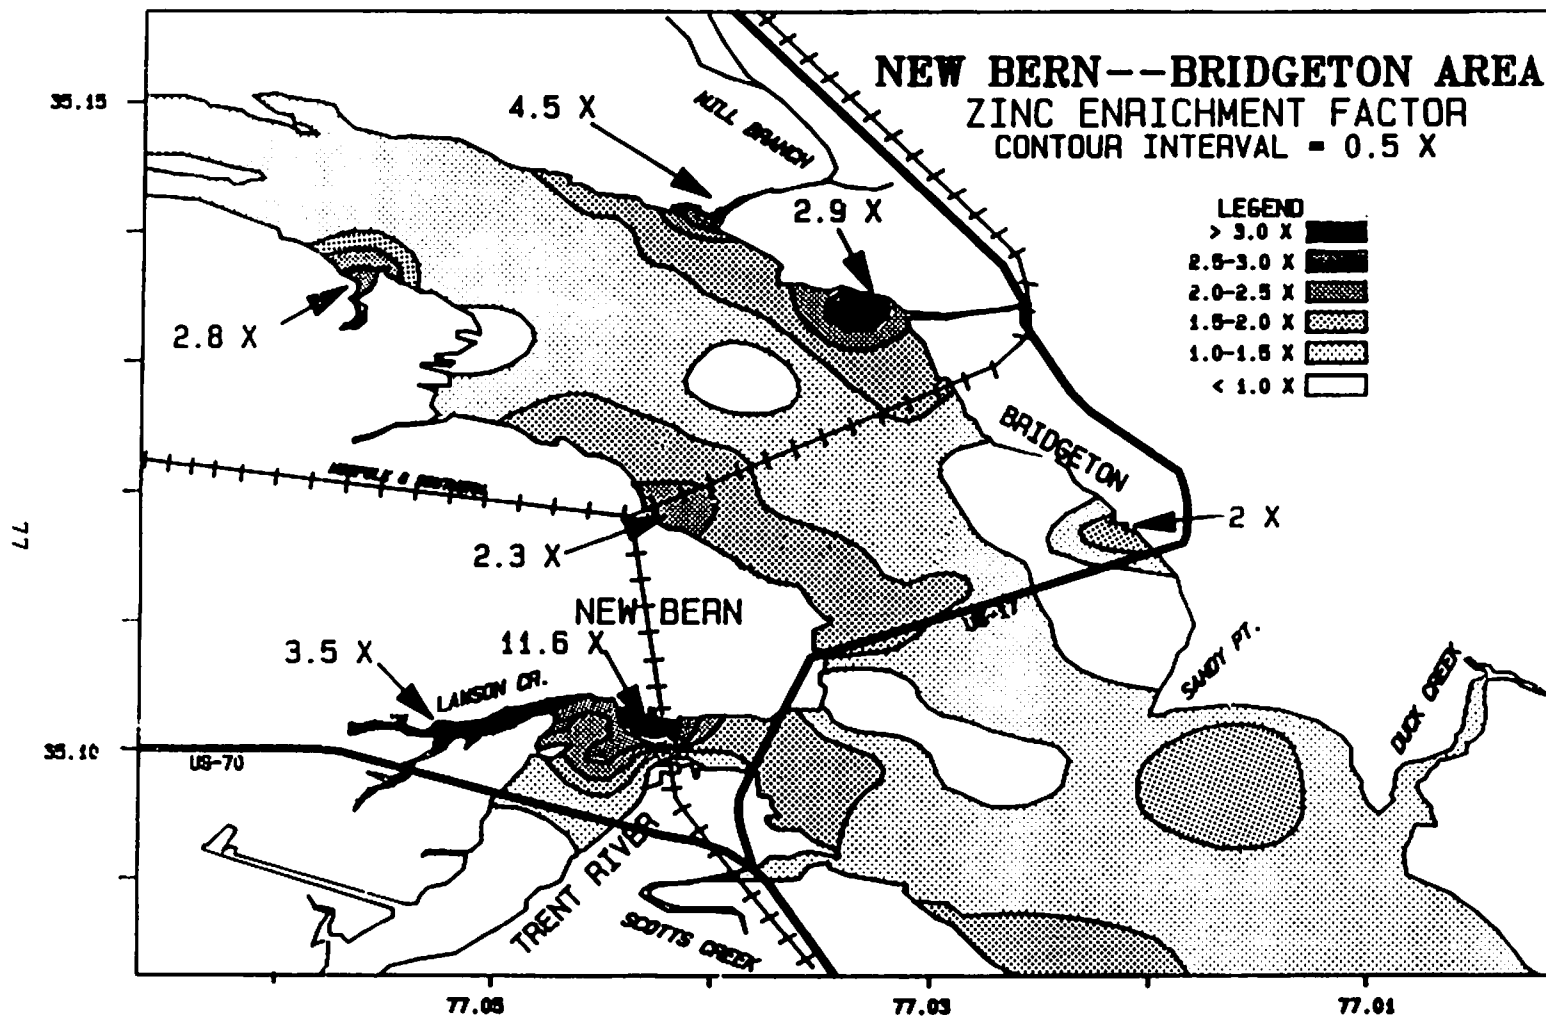 NEW BERN--BRIDGETON AREA
ZINC ENRICHMENT FACTOR
CONTOUR INTERVAL = 0.5 X
35.15
4.5 X
MILL BRANCH
2.9 X
LEGEND
> 3.0 X
2.5-3.0 X
2.0-2.5 X
1.5-2.0 X
1.0-1.5 X
< 1.0 X
2.8 X
BRIDGETON
NORFOLK & SOUTHERN
2 X
77
2.3 X
NEW BERN
US-17
3.5 X
11.6 X
LAWSON CR.
SANDY PT.
DUCK CREEK
35.10
US-70
TRENT RIVER
SCOTTS CREEK
77.05
77.03
77.01